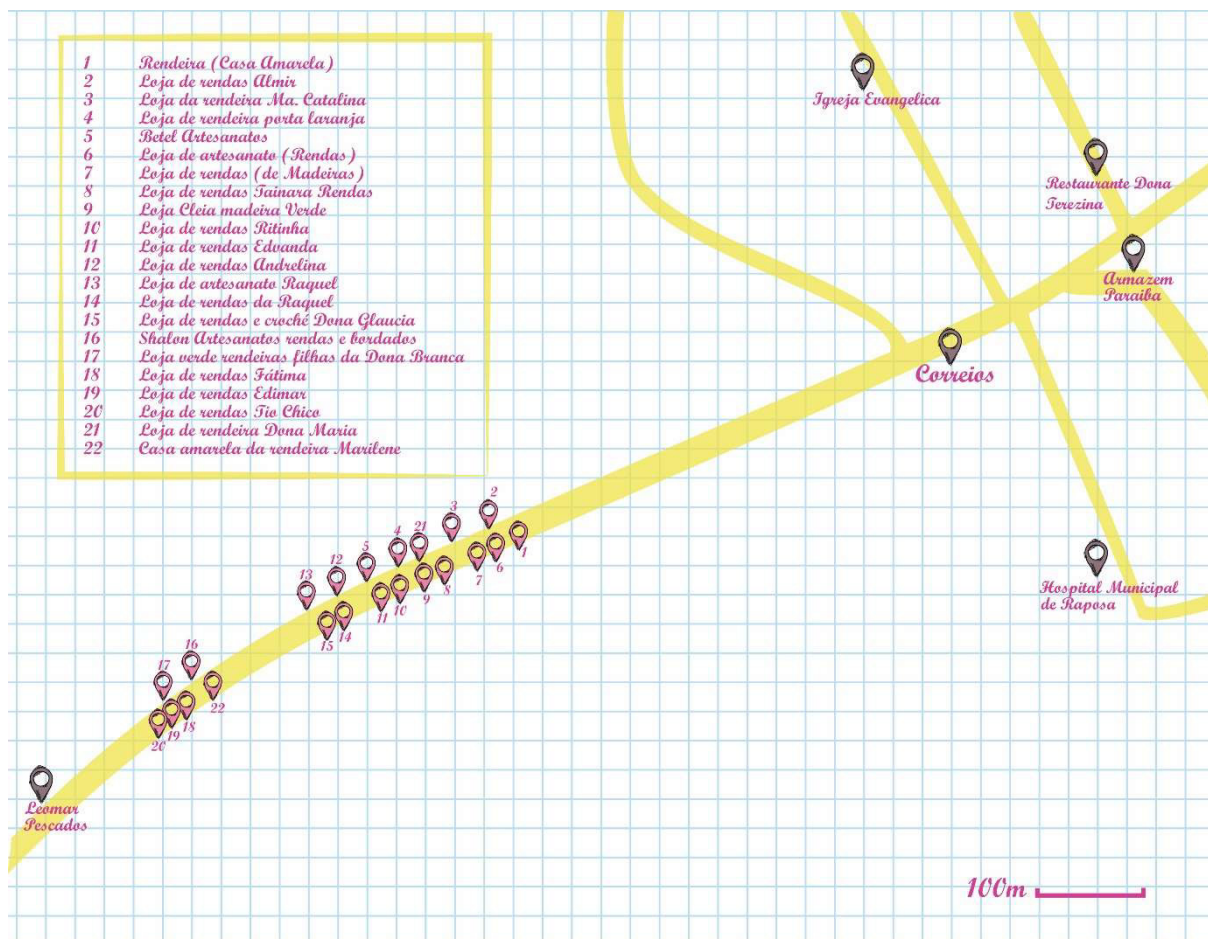 1 Rendeira (Casa Amarela)
2 Loja de rendas Almir
3 Loja da rendeira Ma. Catalina
4 Loja de rendeira porta laranja
5 Betel Artesanatos
6 Loja de artesanato (Rendas)
7 Loja de rendas (de Madeiras)
8 Loja de rendas Tainara Rendas
9 Loja Cleia madeira Verde
10 Loja de rendas Ritinha
11 Loja de rendas Edvanda
12 Loja de rendas Andrelina
13 Loja de artesanato Raquel
14 Loja de rendas da Raquel
15 Loja de rendas e croché Dona Glaucia
16 Shalon Artesanatos rendas e bordados
17 Loja verde rendeiras filhas da Dona Branca
18 Loja de rendas Fátima
19 Loja de rendas Edimar
20 Loja de rendas Tio Chico
21 Loja de rendeira Dona Maria
22 Casa amarela da rendeira Marilene
Igreja Evangelica
Restaurante Dona
Terezina
Armazem
Paraiba
Correios
2
3
21
4
5
12
13
1
6
7
8
9
10
11
14
15
16
17
22
18
19
20
Hospital Municipal
de Raposa
Leomar
Pescados
100m